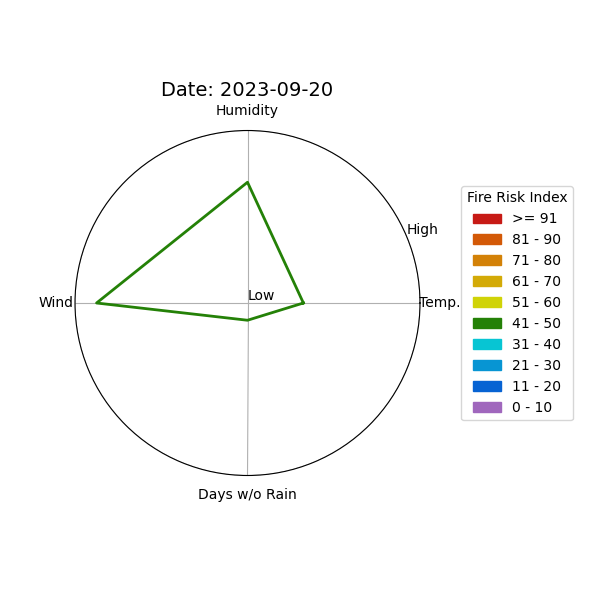 Date: 2023-09-20
Humidity
High
Low
Wind
Temp.
Days w/o Rain
Fire Risk Index
>= 91
81 - 90
71 - 80
61 - 70
51 - 60
41 - 50
31 - 40
21 - 30
11 - 20
0 - 10